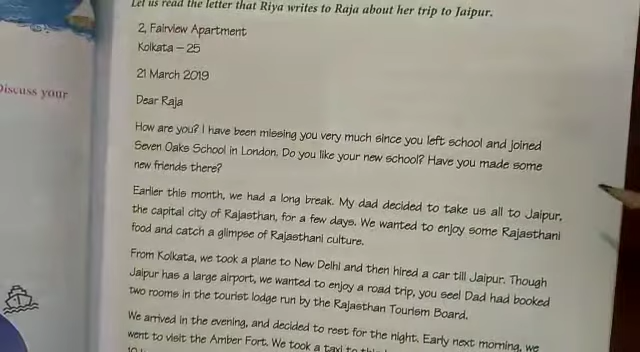 Let us read the letter that Riya writes to Raja about her trip to Jaipur.
2, Fairview Apartment
Kolkata – 25
21 March 2019
Discuss your
Dear Raja
How are you? I have been missing you very much since you left school and joined
Seven Oaks School in London. Do you like your new school? Have you made some
new friends there?
Earlier this month, we had a long break. My dad decided to take us all to Jaipur,
the capital city of Rajasthan, for a few days. We wanted to enjoy some Rajasthani
food and catch a glimpse of Rajasthani culture.
From Kolkata, we took a plane to New Delhi and then hired a car till Jaipur. Though
Jaipur has a large airport, we wanted to enjoy a road trip, you see! Dad had booked
two rooms in the tourist lodge run by the Rajasthan Tourism Board.
We arrived in the evening, and decided to rest for the night. Early next morning, we
went to visit the Amber Fort. We took a taxi to